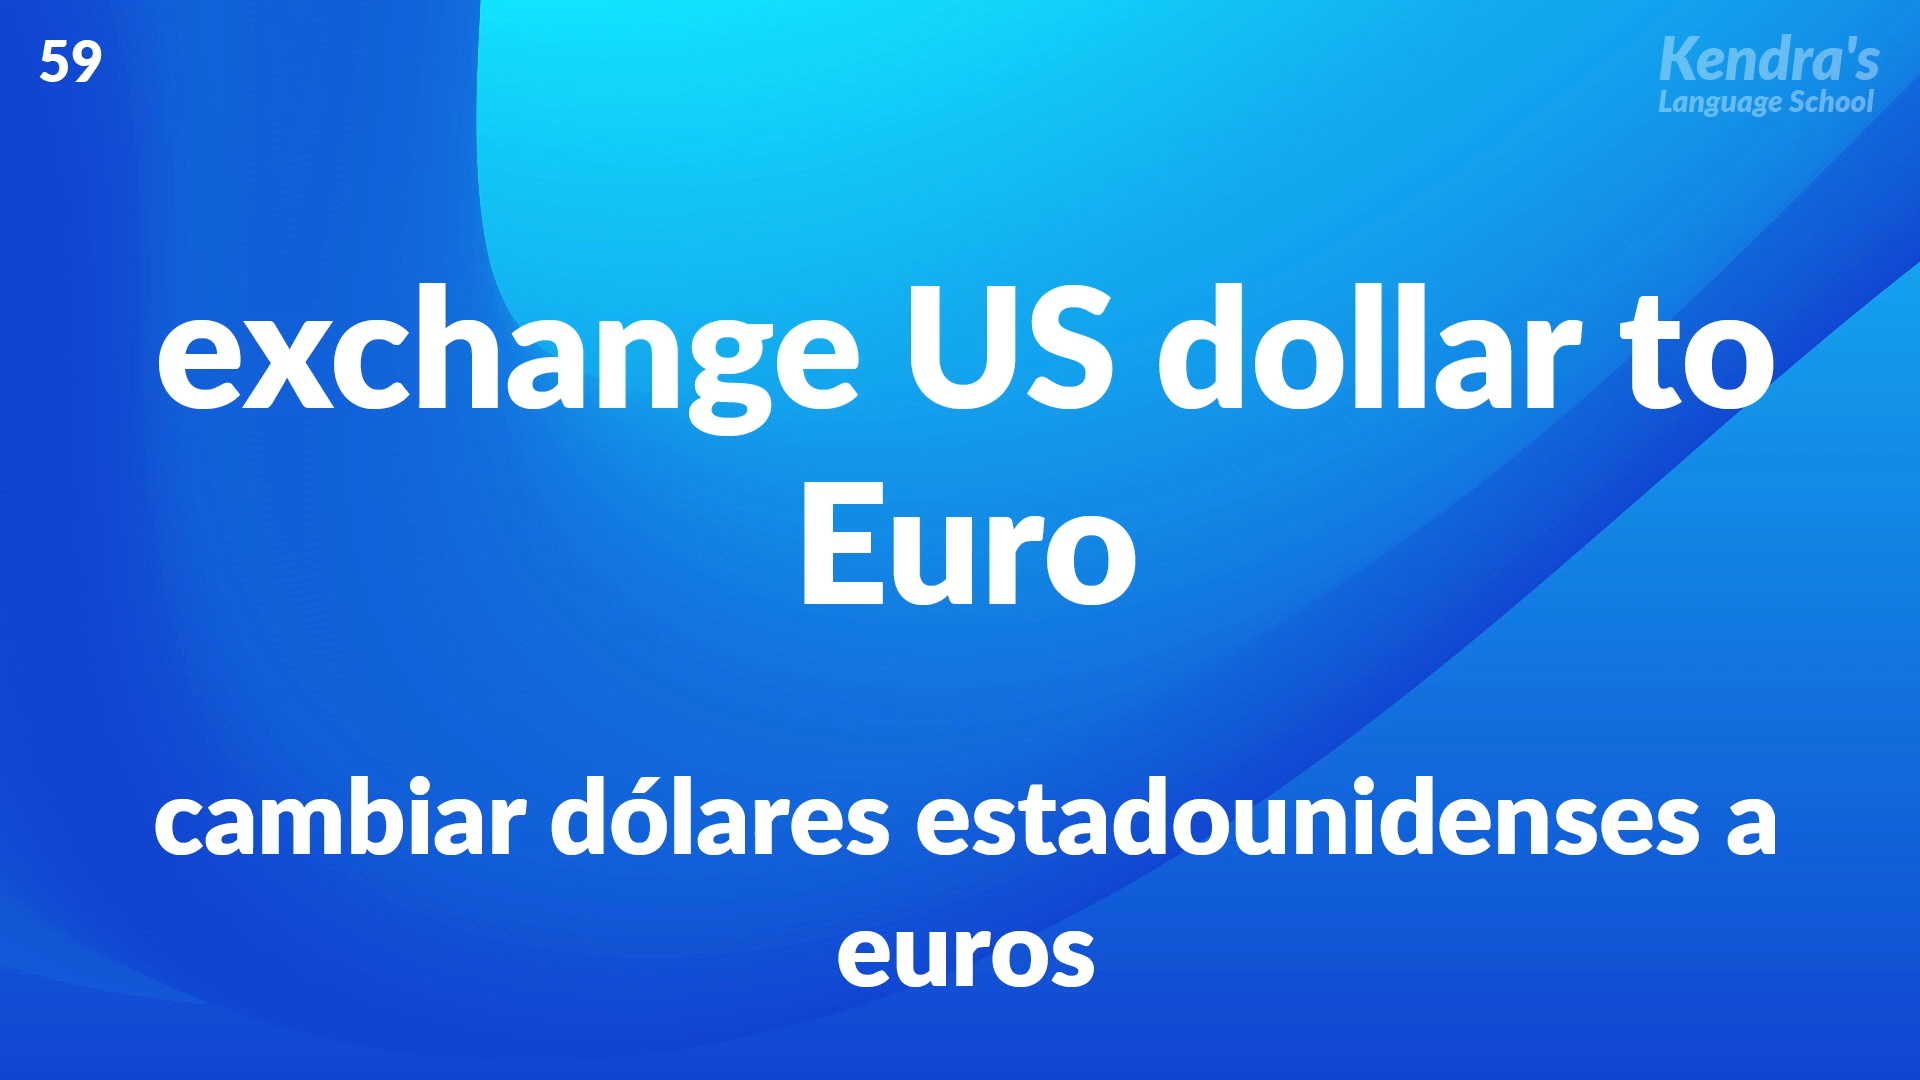 59
Kendra's
Language School
exchange US dollar to
Euro
cambiar dólares estadounidenses a
euros